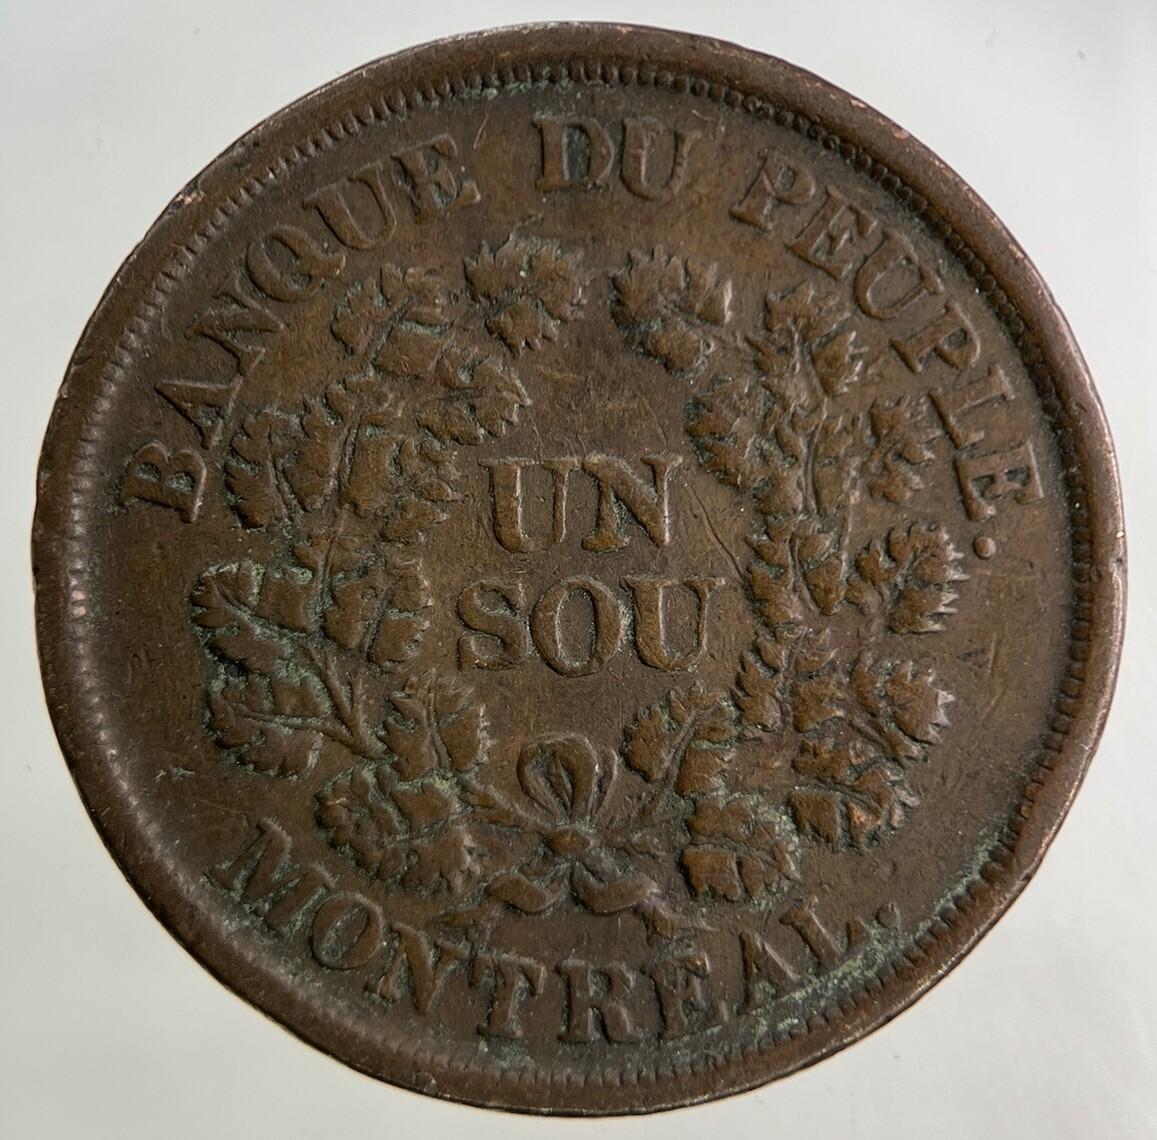 BANQUE DU PEUPLE.
UN
SOU
MONTREAL.